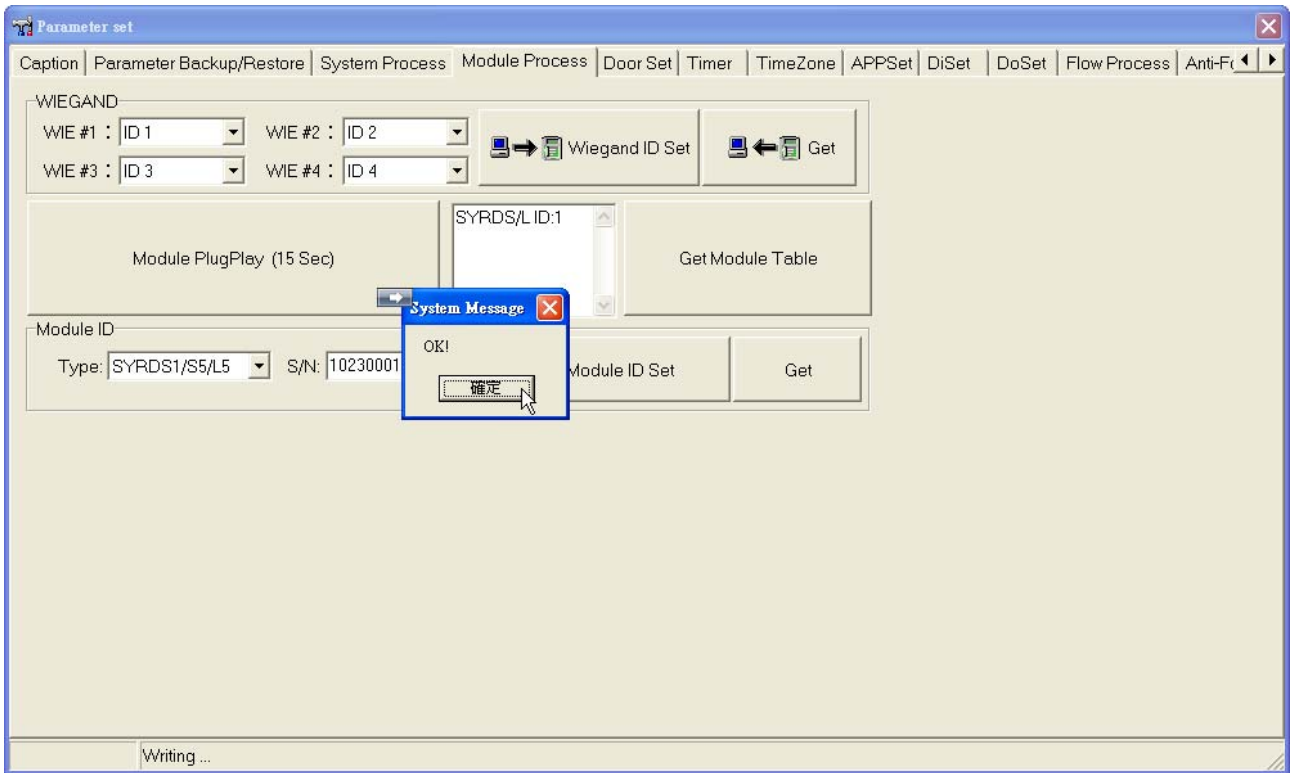 Parameter set
Caption Parameter Backup/Restore System Process Module Process Door Set Timer TimeZone APPSet DiSet DoSet Flow Process
WIEGAND
WIE #1 : ID 1 WIE #2 : ID 2 Wiegand ID Set Get
WIE #3 : ID 3 WIE #4 : ID 4
SYRDS/L ID:1
Module PlugPlay (15 Sec) Get Module Table
System Message
Module ID
OK!
Type: SYRDS1/S5/L5 S/N: 10230001 Module ID Set Get
確定
Writing ...